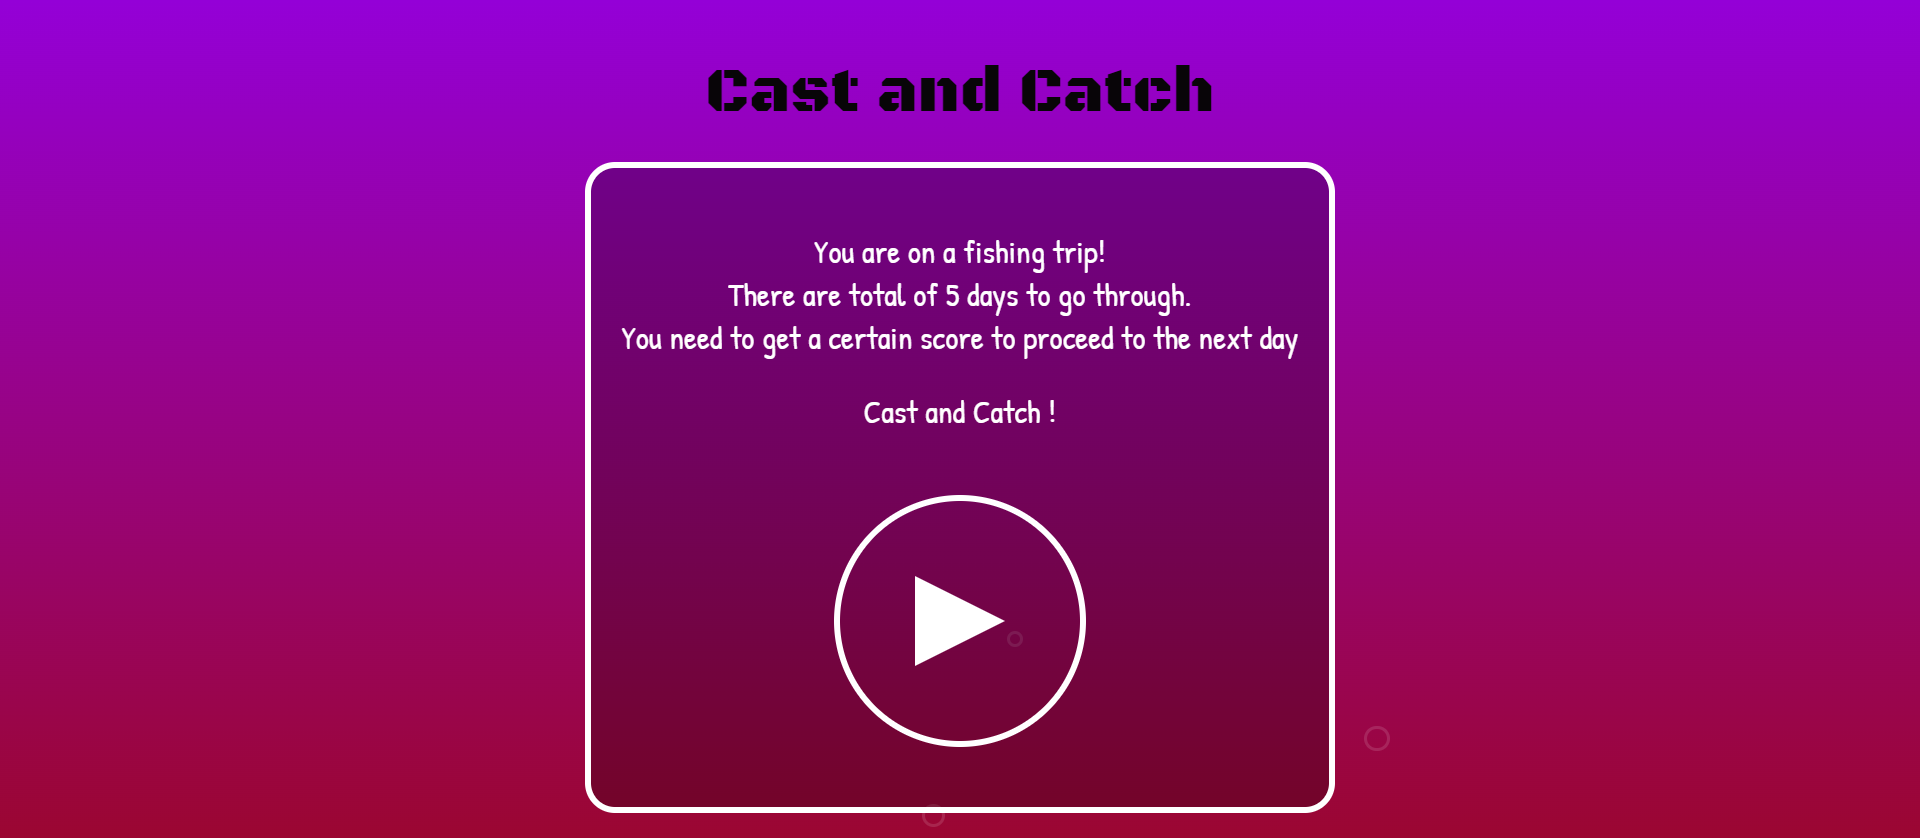 Cast and Catch
You are on a fishing trip!
There are total of 5 days to go through.
You need to get a certain score to proceed to the next day
Cast and Catch !